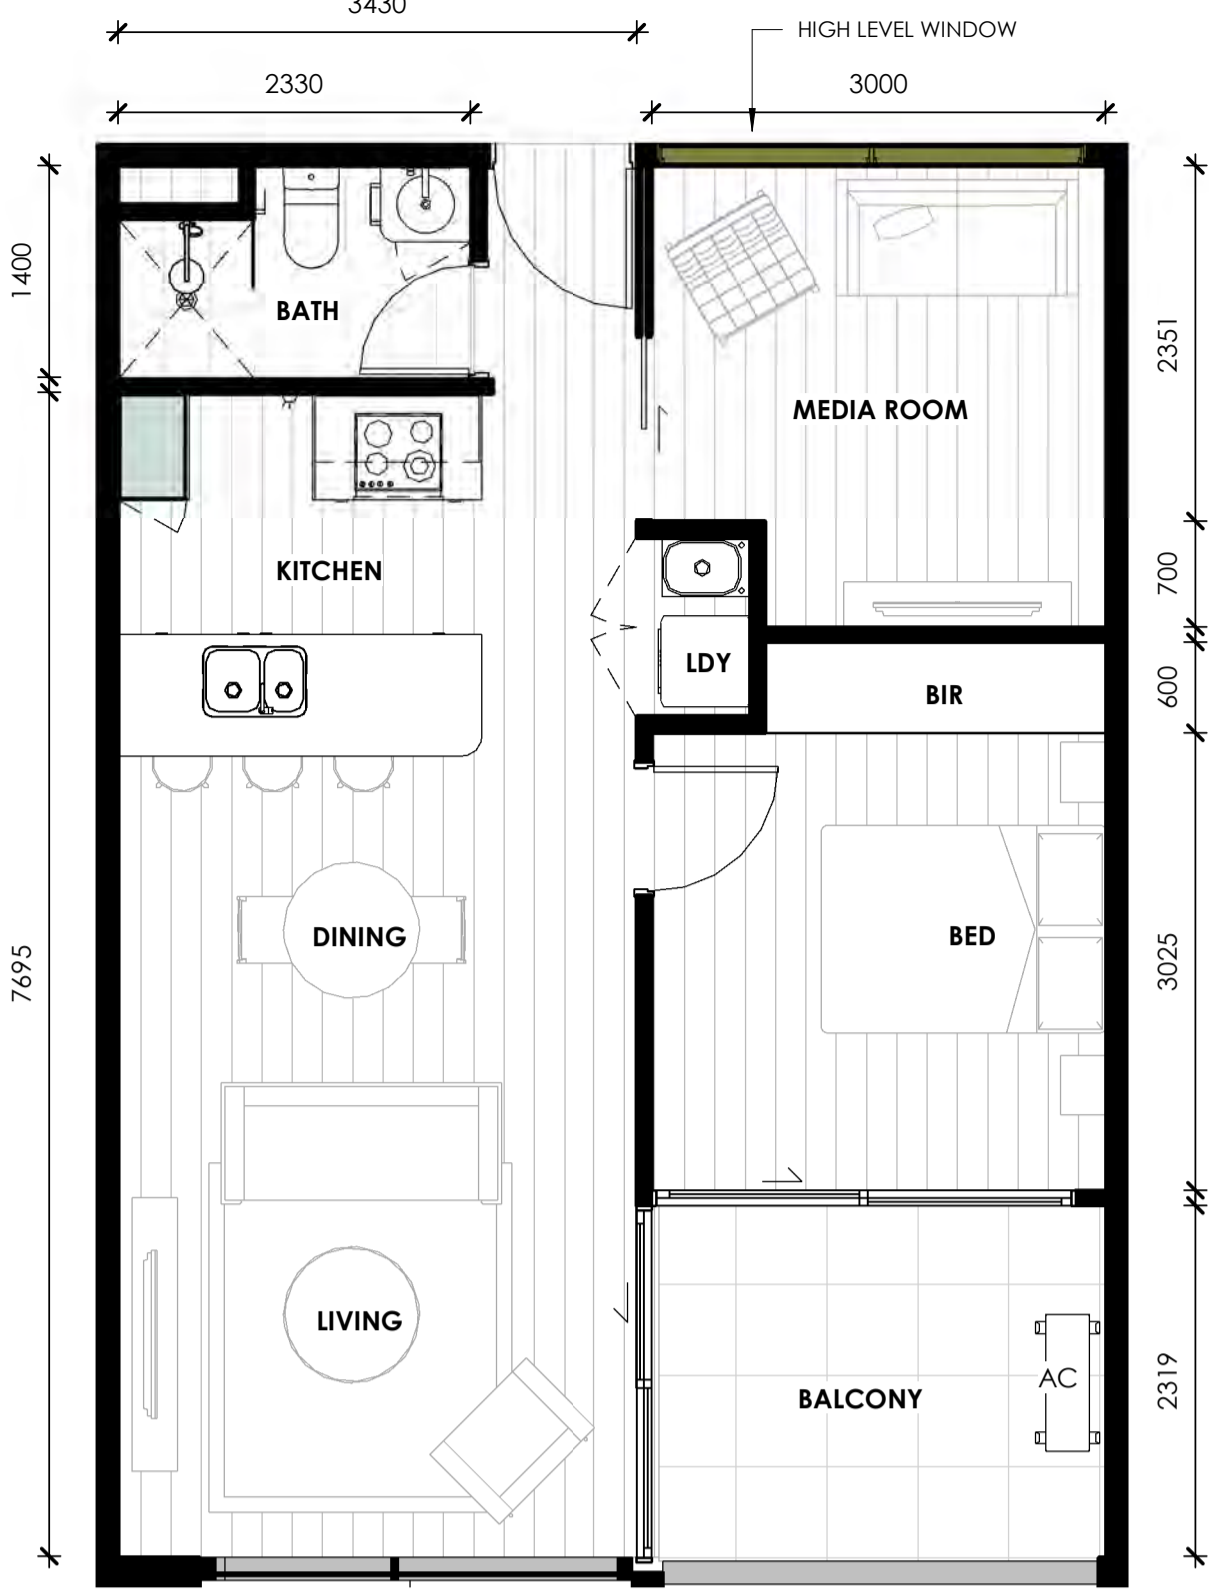 3430
HIGH LEVEL WINDOW
2330
3000
1400
BATH
2351
MEDIA ROOM
KITCHEN
700
LDY
600
BIR
DINING
BED
7695
3025
LIVING
AC
BALCONY
2319